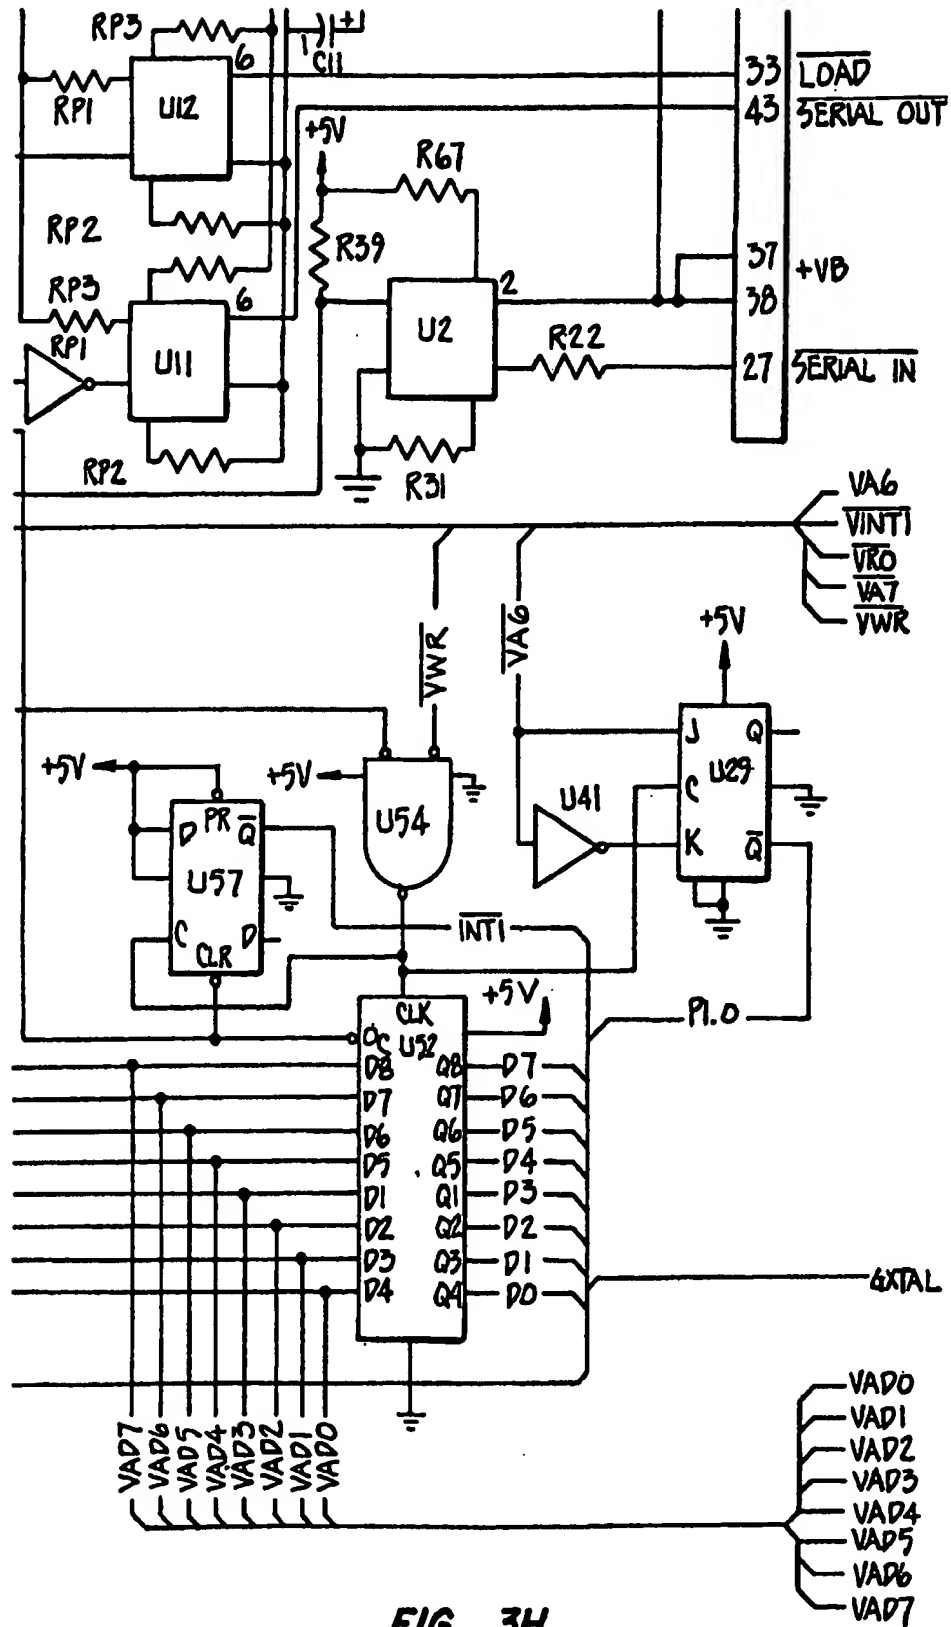 RP3
+
1
C11
6
33 LOAD
RP1
U12
43 SERIAL OUT
+5V
R67
RP2
R39
37
+VB
38
RP3
6
2
U2
R22
RP1
U11
27 SERIAL IN
RP2
R31
VA6
VINT1
VRO
VA7
VWR
+5V
VWR
VA6
J Q
U29
C
K Q
+5V
+5V
U54
U41
PR
D Q
U57
C D
CLR
INT1
+5V
P1.0
CLK
OC U52
D8 Q8 D7
D7 Q7 D6
D6 Q6 D5
D5 Q5 D4
D1 Q1 D3
D2 Q2 D2
D3 Q3 D1
D4 Q4 D0
GXTAL
VAD7
VAD6
VAD5
VAD4
VAD3
VAD2
VAD1
VAD0
VAD0
VAD1
VAD2
VAD3
VAD4
VAD5
VAD6
VAD7
FIG. 3H